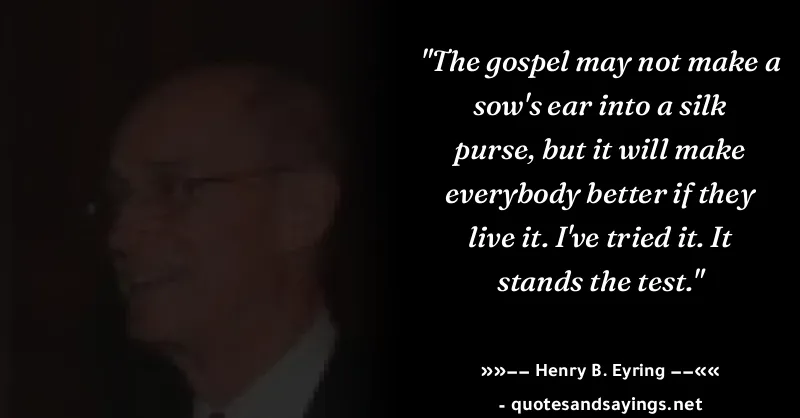 "The gospel may not make a
sow's ear into a silk
purse, but it will make
everybody better if they
live it. I've tried it. It
stands the test."
»»−− Henry B. Eyring −−««
- quotesandsayings.net